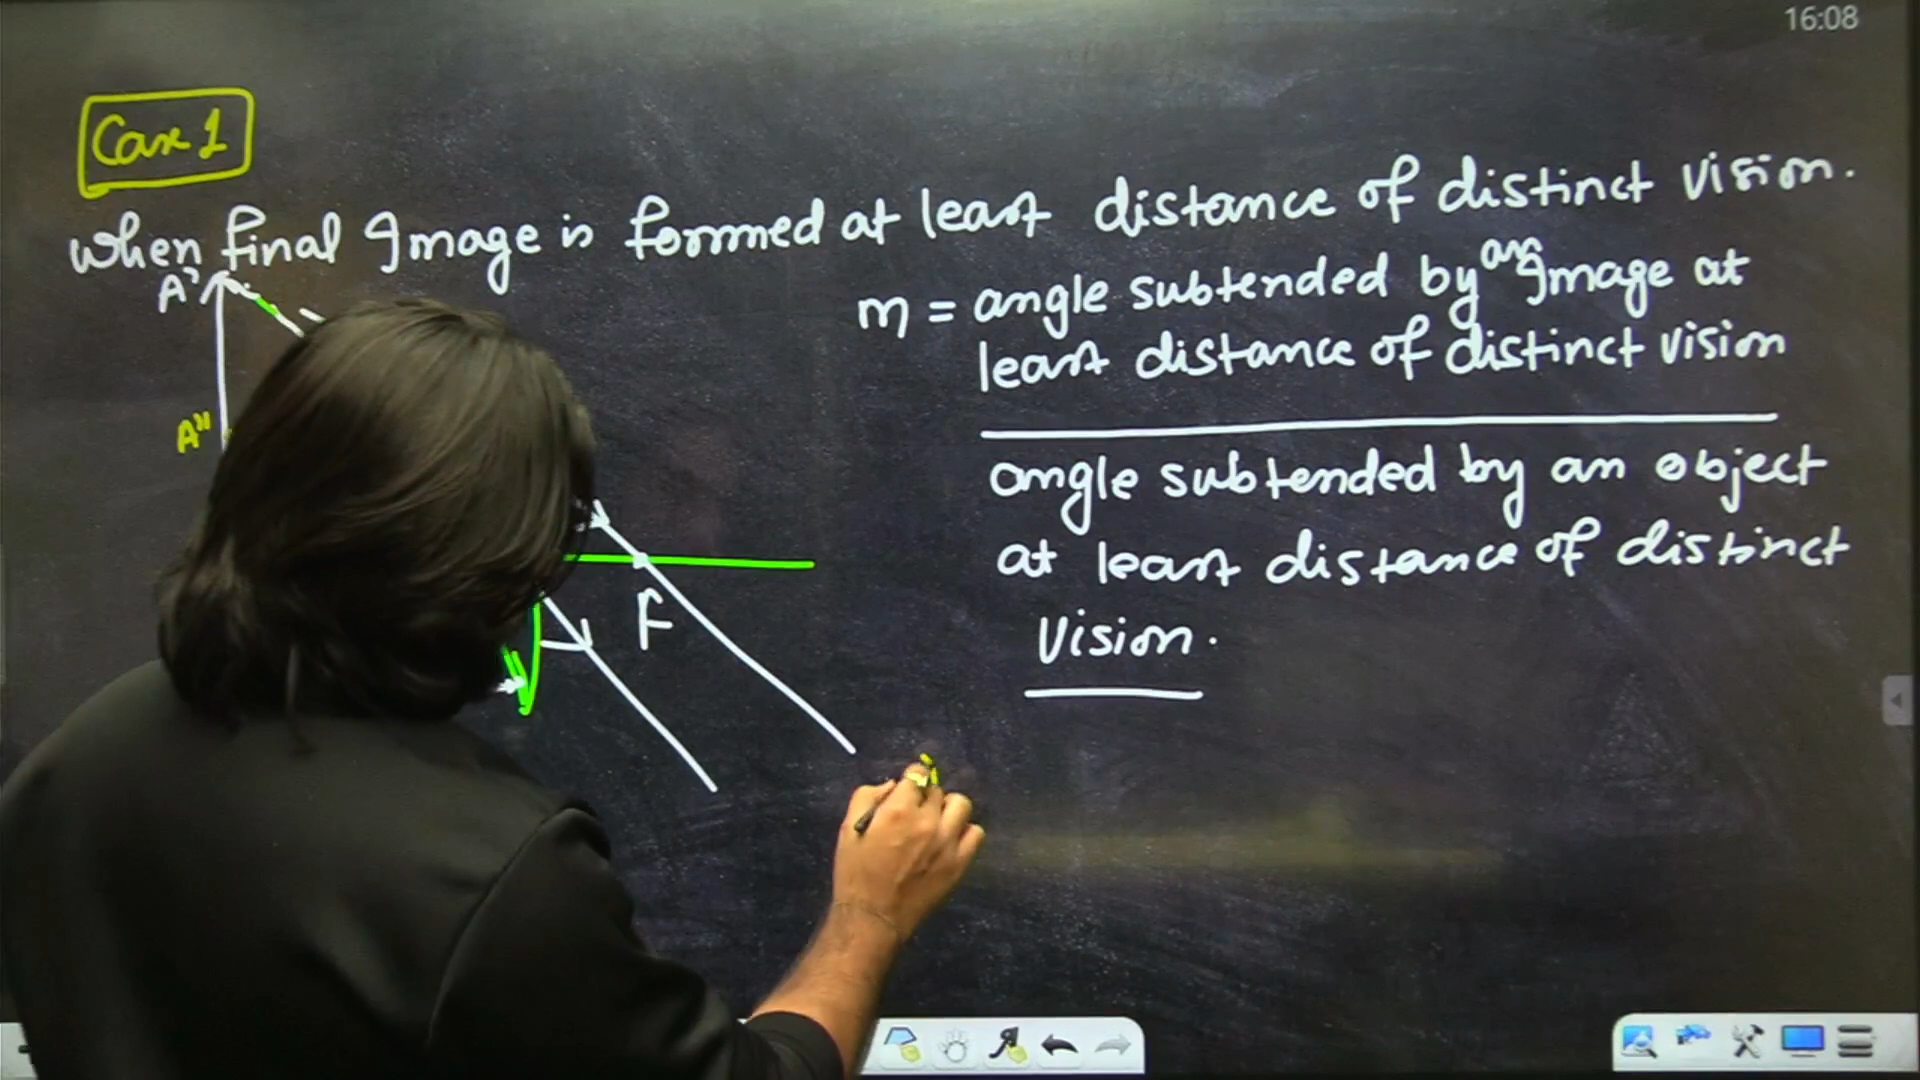 16:08
Case 1
When final Image is formed at least distance of distinct vision.
A'
m = angle subtended by an Image at
least distance of distinct vision
A"
angle subtended by an object
at least distance of distinct
vision.
F